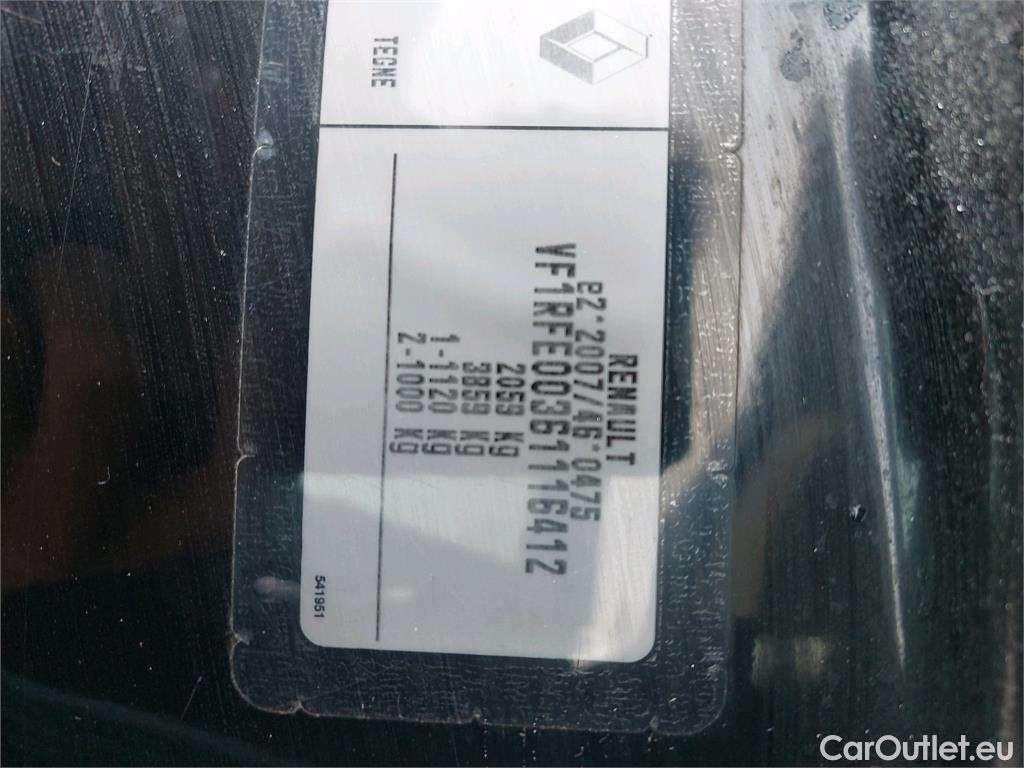 RENAULT
e2*2007/46*0475
VF1RFE00361116412
2059 Kg
3859 Kg
1-1120 Kg
2-1000 Kg
TEGNE
541951
CarOutlet.eu